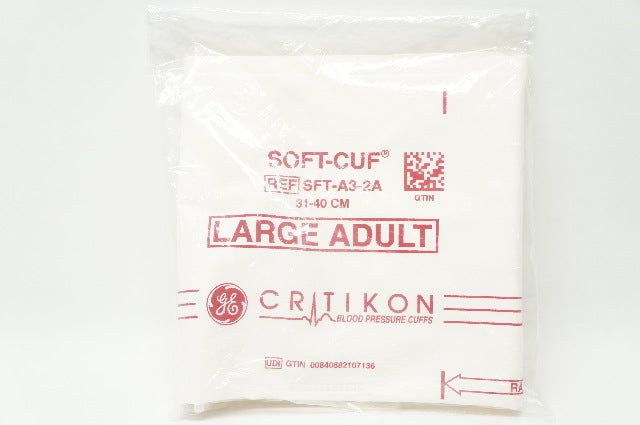 SOFT-CUF®
REF SFT-A3-2A
31-40 CM
GTIN
LARGE ADULT
GE CRITIKON
BLOOD PRESSURE CUFFS
UDI GTIN 00840682107136
RA